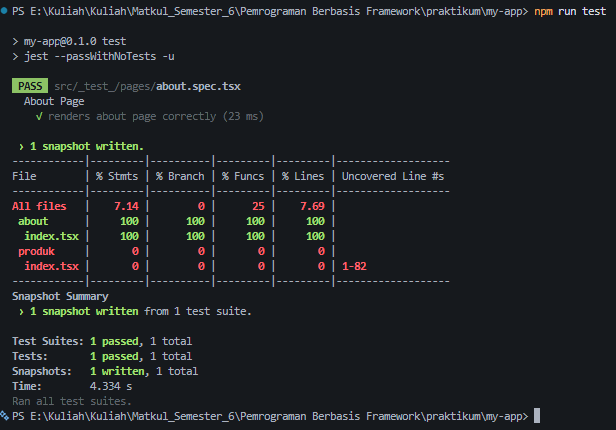 PS E:\Kuliah\Kuliah\Matkul_Semester_6\Pemrograman Berbasis Framework\praktikum\my-app> npm run test
> my-app@0.1.0 test
> jest --passWithNoTests -u
PASS src/_test_/pages/about.spec.tsx
About Page
√ renders about page correctly (23 ms)
› 1 snapshot written.
------------|---------|----------|---------|---------|-------------------
File        | % Stmts | % Branch | % Funcs | % Lines | Uncovered Line #s
------------|---------|----------|---------|---------|-------------------
All files   |    7.14 |        0 |      25 |    7.69 |
 about      |     100 |      100 |     100 |     100 |
  index.tsx |     100 |      100 |     100 |     100 |
 produk     |       0 |        0 |       0 |       0 |
  index.tsx |       0 |        0 |       0 |       0 | 1-82
------------|---------|----------|---------|---------|-------------------
Snapshot Summary
› 1 snapshot written from 1 test suite.
Test Suites: 1 passed, 1 total
Tests:       1 passed, 1 total
Snapshots:   1 written, 1 total
Time:        4.334 s
Ran all test suites.
PS E:\Kuliah\Kuliah\Matkul_Semester_6\Pemrograman Berbasis Framework\praktikum\my-app>